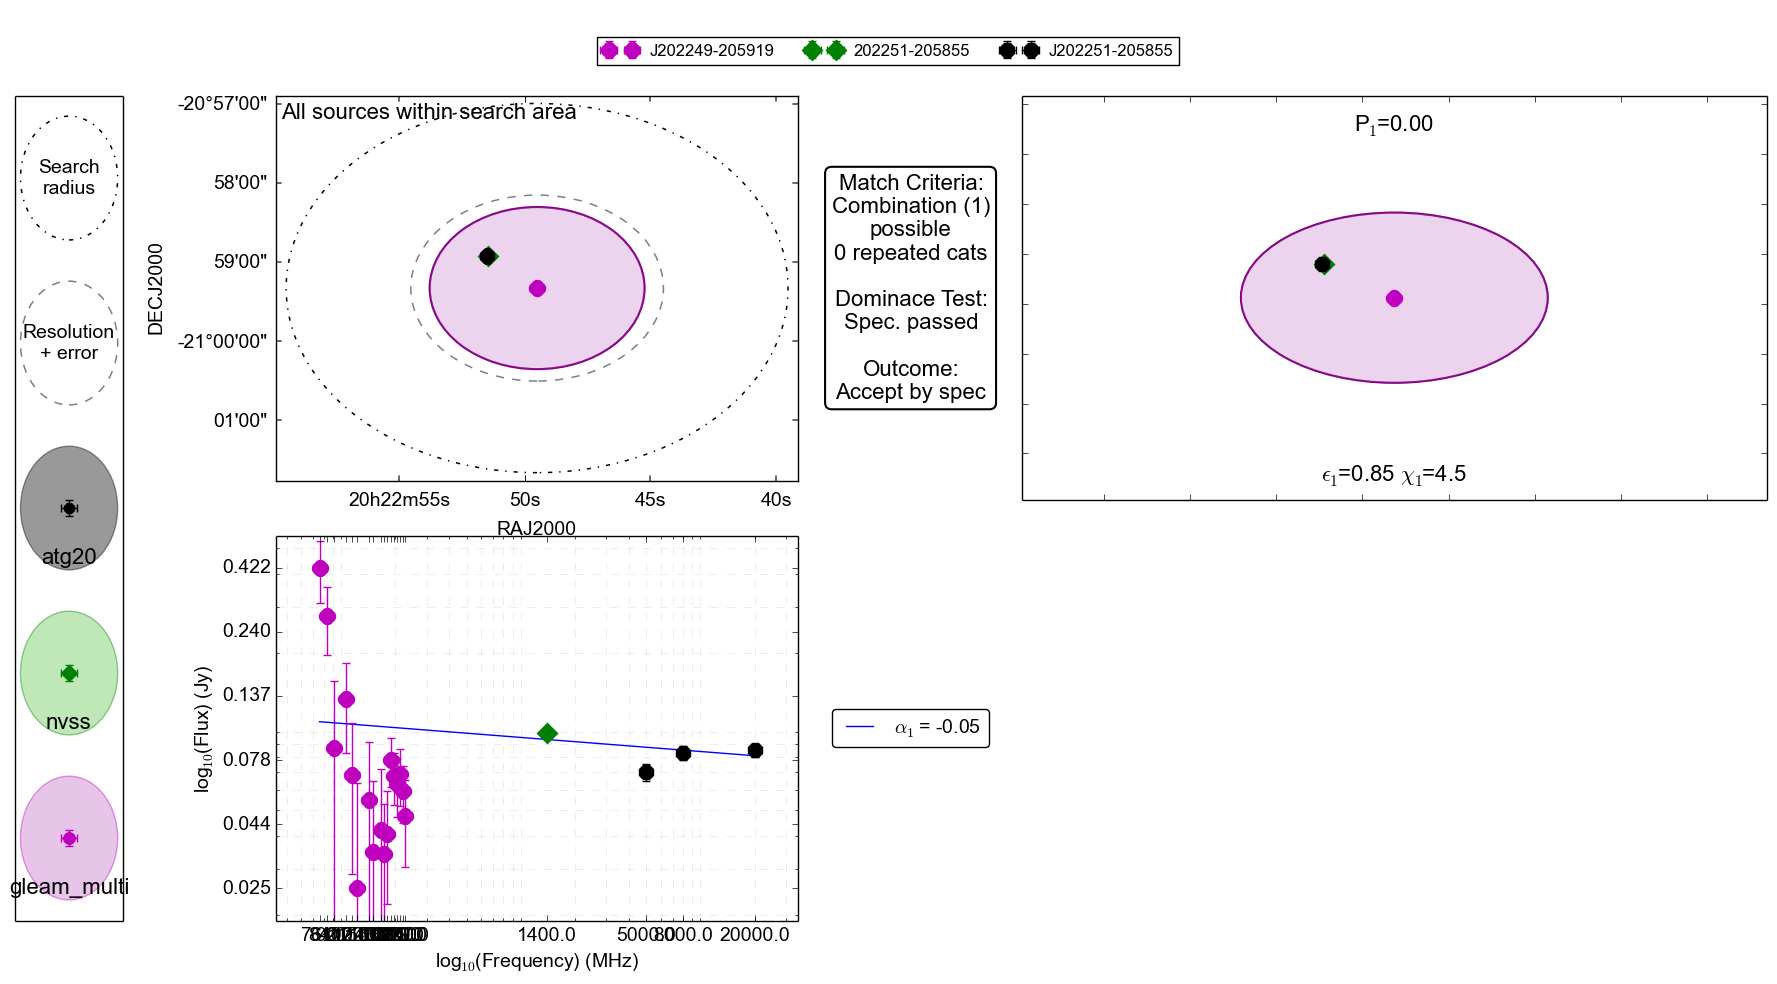 J202249-205919
202251-205855
J202251-205855
Search
radius
Resolution
+ error
atg20
nvss
gleam_multi
All sources within search area
-20°57'00"
58'00"
59'00"
-21°00'00"
01'00"
DECJ2000
20h22m55s
50s
45s
40s
RAJ2000
Match Criteria:
Combination (1)
possible
0 repeated cats
Dominace Test:
Spec. passed
Outcome:
Accept by spec
P₁=0.00
ϵ₁=0.85 χ₁=4.5
0.422
0.240
0.137
0.078
0.044
0.025
log₁₀(Flux) (Jy)
1400.0
5000.0
8000.0
20000.0
log₁₀(Frequency) (MHz)
α₁ = -0.05